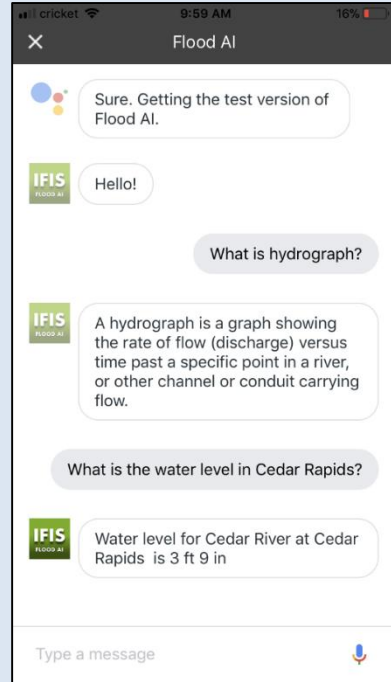 cricket 9:59 AM 16%
Flood AI
Sure. Getting the test version of
Flood AI.
IFIS
FLOOD AI
Hello!
What is hydrograph?
IFIS
FLOOD AI
A hydrograph is a graph showing
the rate of flow (discharge) versus
time past a specific point in a river,
or other channel or conduit carrying
flow.
What is the water level in Cedar Rapids?
IFIS
FLOOD AI
Water level for Cedar River at Cedar
Rapids is 3 ft 9 in
Type a message